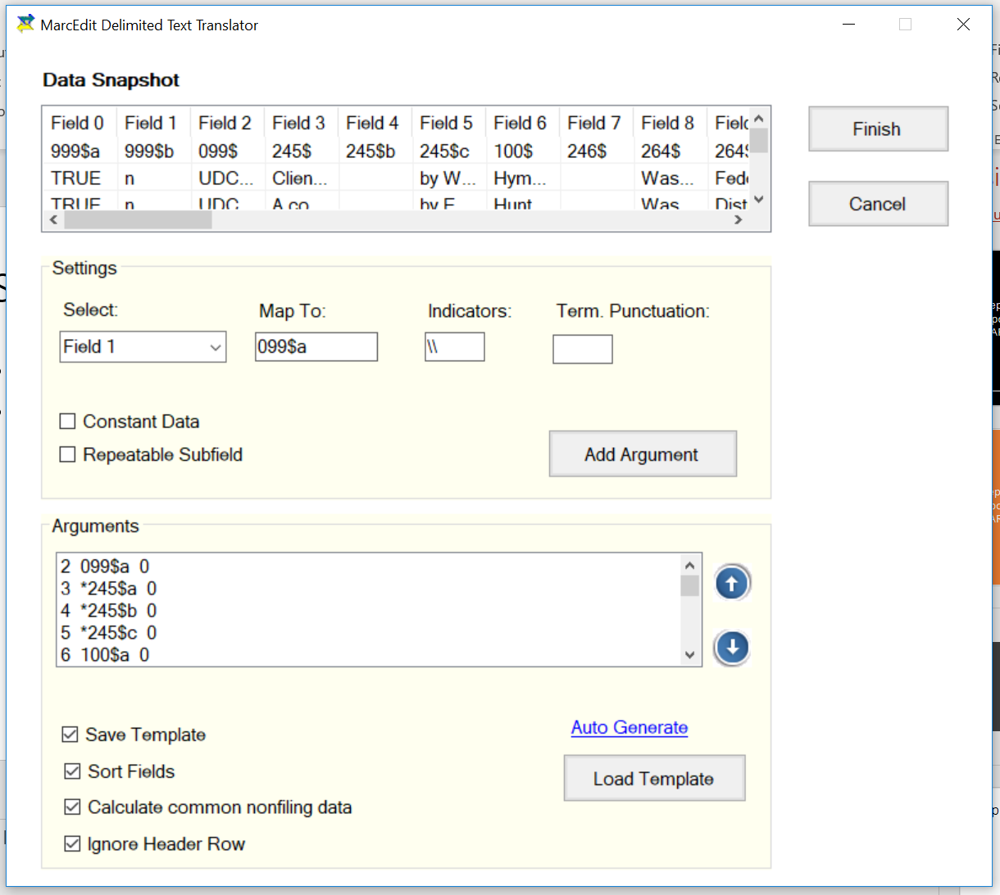 MarcEdit Delimited Text Translator
Data Snapshot
Field 0 Field 1 Field 2 Field 3 Field 4 Field 5 Field 6 Field 7 Field 8 Field
999$a 999$b 099$ 245$ 245$b 245$c 100$ 246$ 264$ 264$
TRUE n UDC... Clien... by W... Hym... Was... Fed
TRUE n UDC A co by F Hunt Was Dist
Finish
Cancel
Settings
Select: Map To: Indicators: Term. Punctuation:
Field 1 099$a \\
Constant Data
Repeatable Subfield
Add Argument
Arguments
2 099$a 0
3 *245$a 0
4 *245$b 0
5 *245$c 0
6 100$a 0
Save Template
Auto Generate
Sort Fields
Load Template
Calculate common nonfiling data
Ignore Header Row